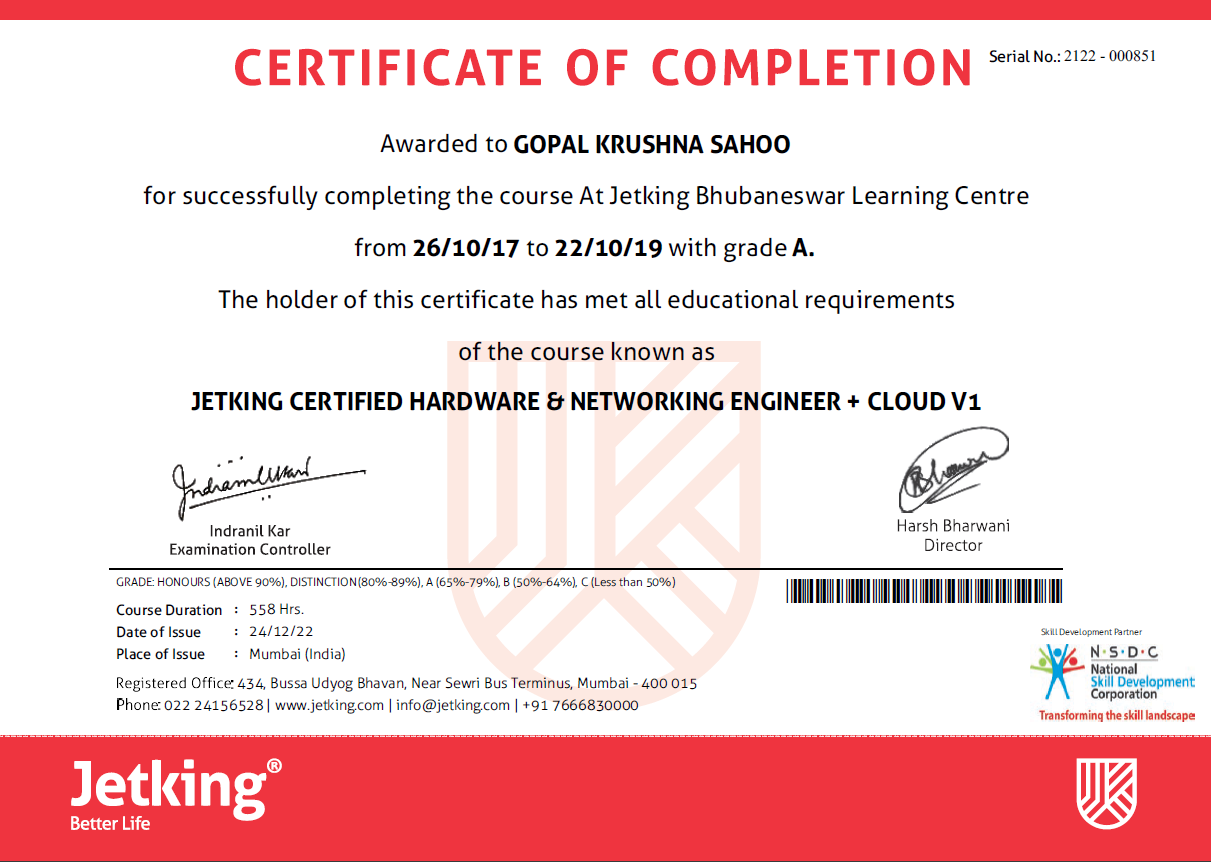 CERTIFICATE OF COMPLETION
Serial No.: 2122 - 000851
Awarded to GOPAL KRUSHNA SAHOO
for successfully completing the course At Jetking Bhubaneswar Learning Centre
from 26/10/17 to 22/10/19 with grade A.
The holder of this certificate has met all educational requirements
of the course known as
JETKING CERTIFIED HARDWARE & NETWORKING ENGINEER + CLOUD V1
Indranil Kar
Examination Controller
Harsh Bharwani
Director
GRADE: HONOURS (ABOVE 90%), DISTINCTION(80%-89%), A (65%-79%), B (50%-64%), C (Less than 50%)
Course Duration : 558 Hrs.
Date of Issue : 24/12/22
Place of Issue : Mumbai (India)
Registered Office: 434, Bussa Udyog Bhavan, Near Sewri Bus Terminus, Mumbai - 400 015
Phone: 022 24156528 | www.jetking.com | info@jetking.com | +91 7666830000
Skill Development Partner
N·S·D·C
National
Skill Development
Corporation
Transforming the skill landscape
Jetking®
Better Life